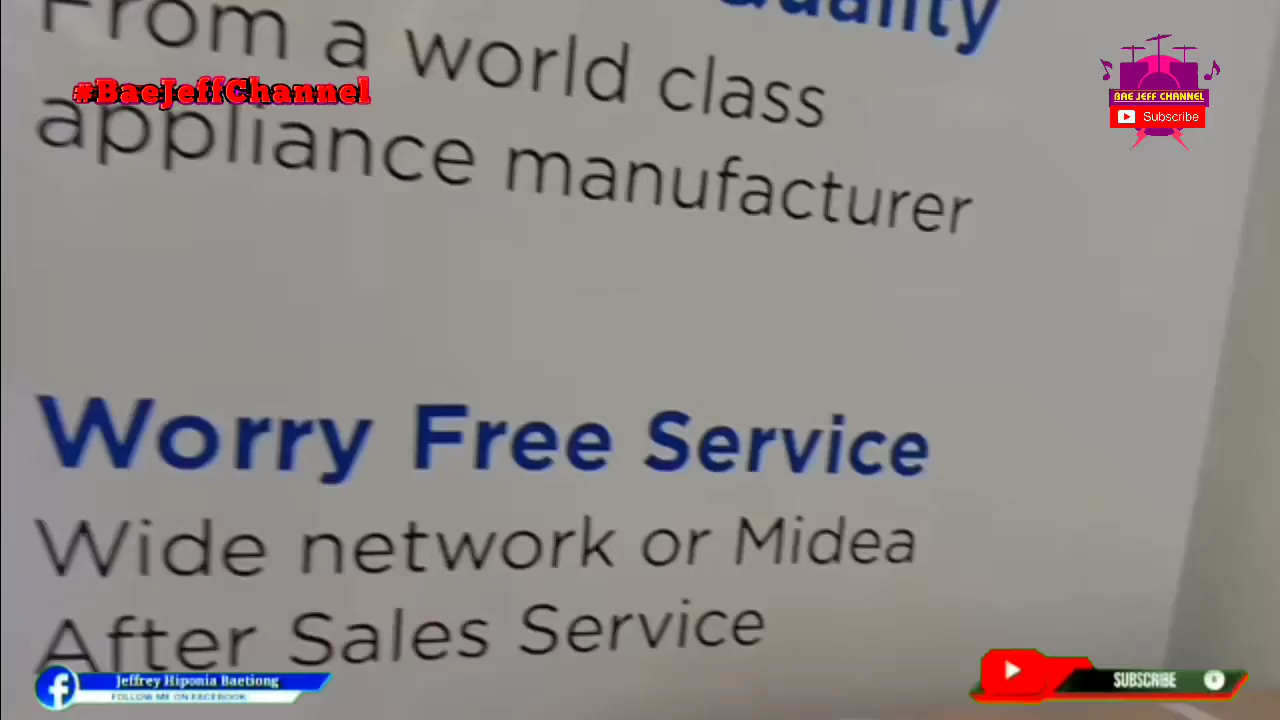 Quality
From a world class
#BaeJeffChannel
appliance manufacturer
BAE JEFF CHANNEL
Subscribe
Worry Free Service
Wide network or Midea
After Sales Service
Jeffrey Hiponia Baetiong
FOLLOW ME ON FACEBOOK
SUBSCRIBE